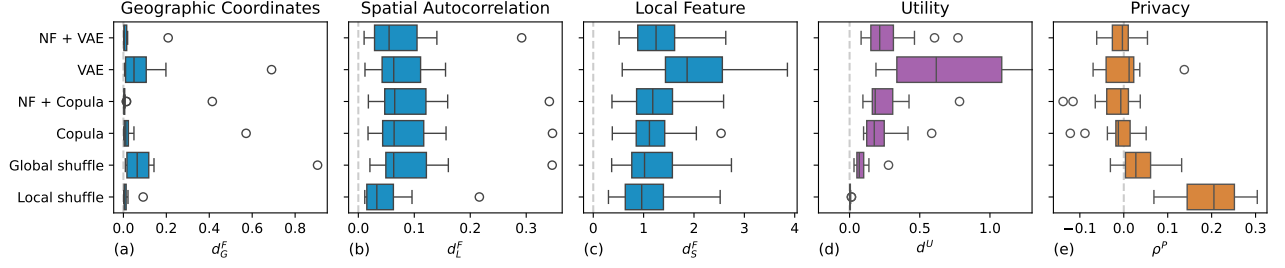 Geographic Coordinates
Spatial Autocorrelation
Local Feature
Utility
Privacy
NF + VAE
VAE
NF + Copula
Copula
Global shuffle
Local shuffle
0.0 0.2 0.4 0.6 0.8
0.0 0.1 0.2 0.3
0 1 2 3 4
0.0 0.5 1.0
−0.1 0.0 0.1 0.2 0.3
(a) d_G^F
(b) d_L^F
(c) d_S^F
(d) d^U
(e) ρ^P